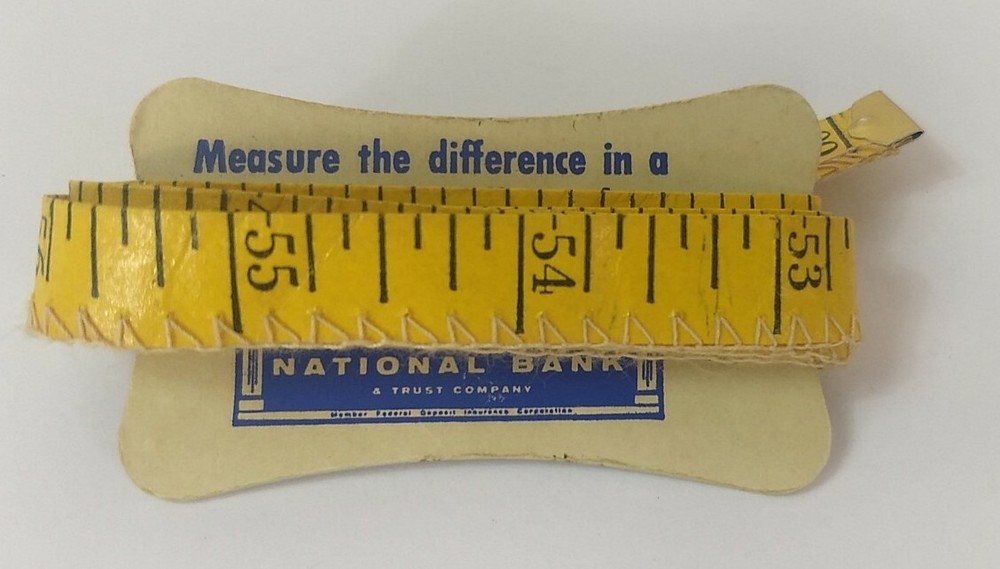 Measure the difference in a
55 54 53
NATIONAL BANK
& TRUST COMPANY
Member Federal Deposit Insurance Corporation